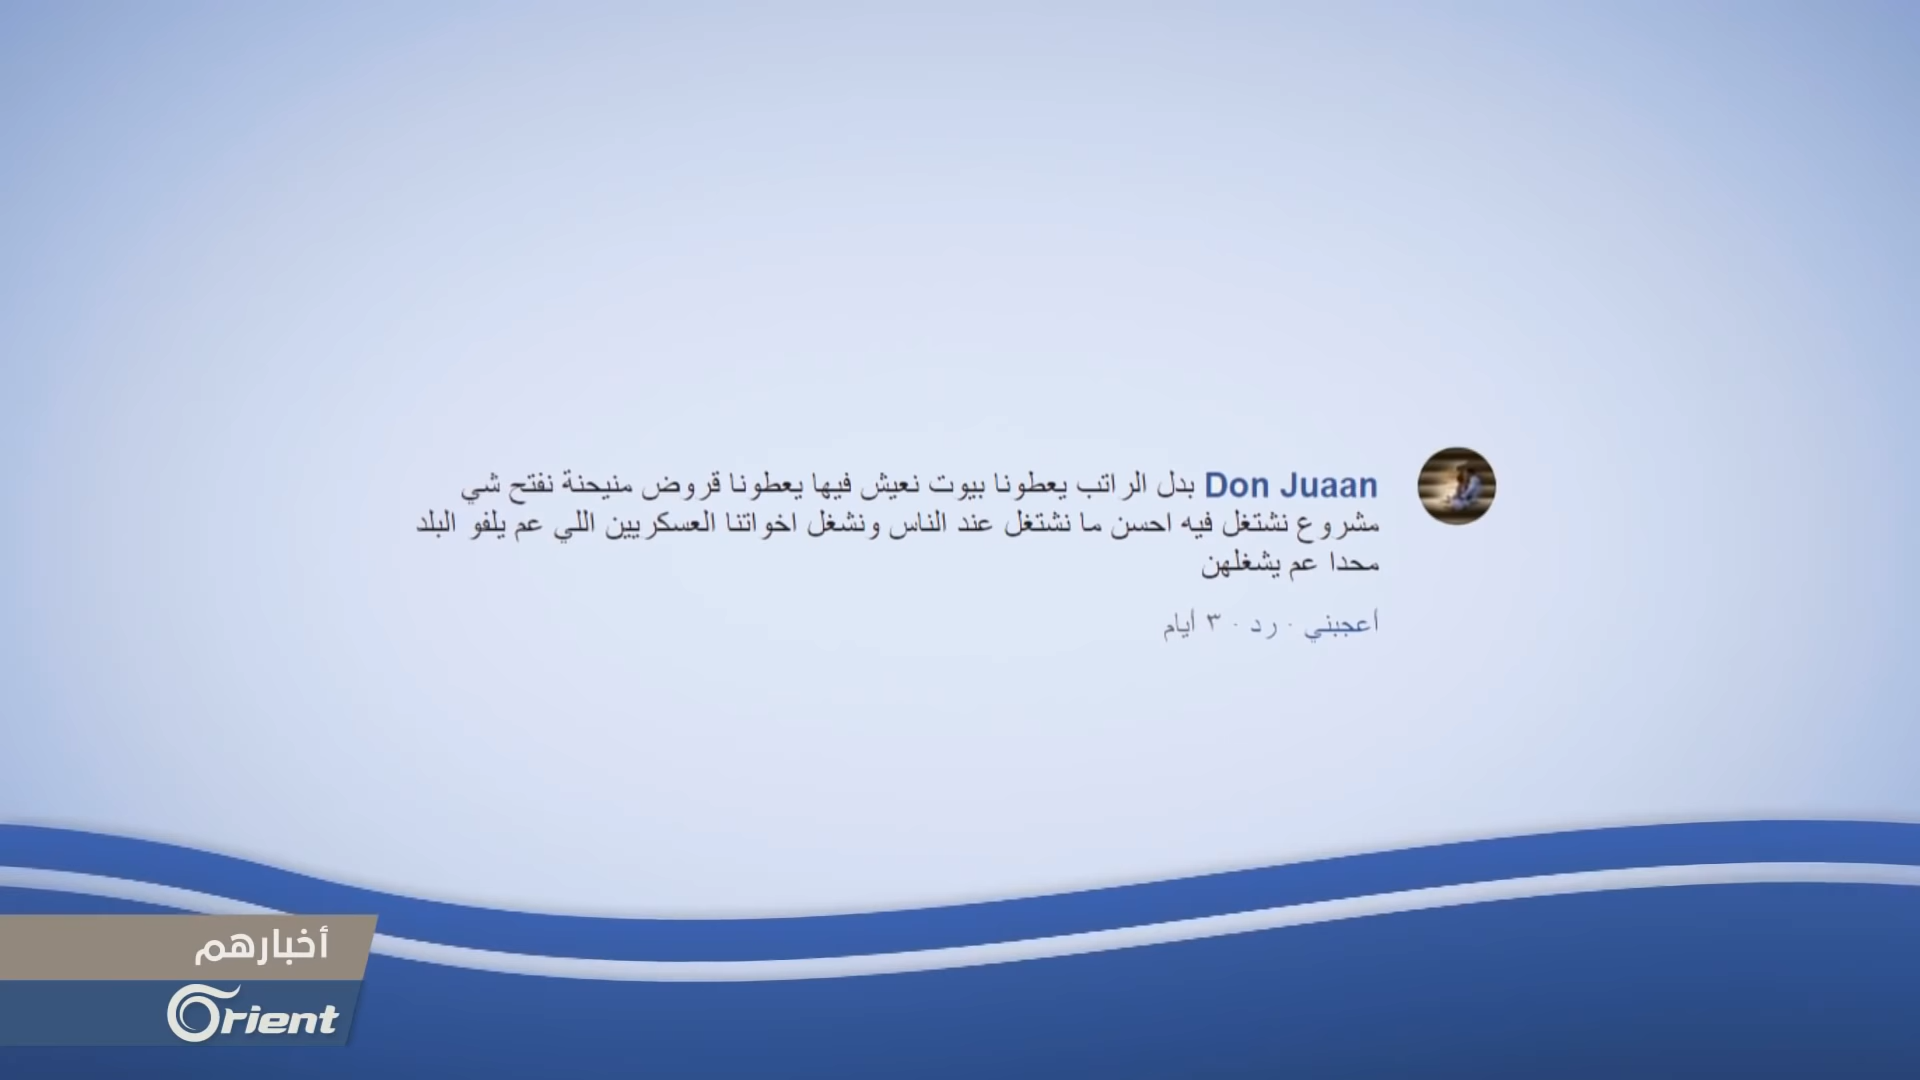 Don Juaan بدل الراتب يعطونا بيوت نعيش فيها يعطونا قروض منيحنة نفتح شي
مشروع نشتغل فيه احسن ما نشتغل عند الناس ونشغل اخواتنا العسكريين اللي عم يلفو البلد
محدا عم يشغلهن
أعجبني · رد · ٣ أيام
أخبارهم
Orient